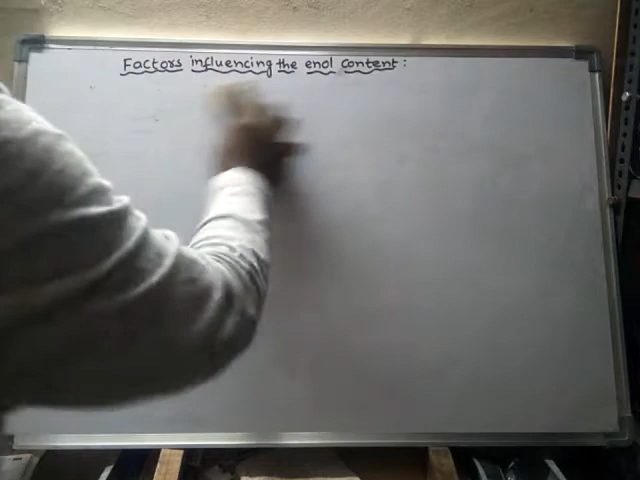 Factors influencing the enol content :